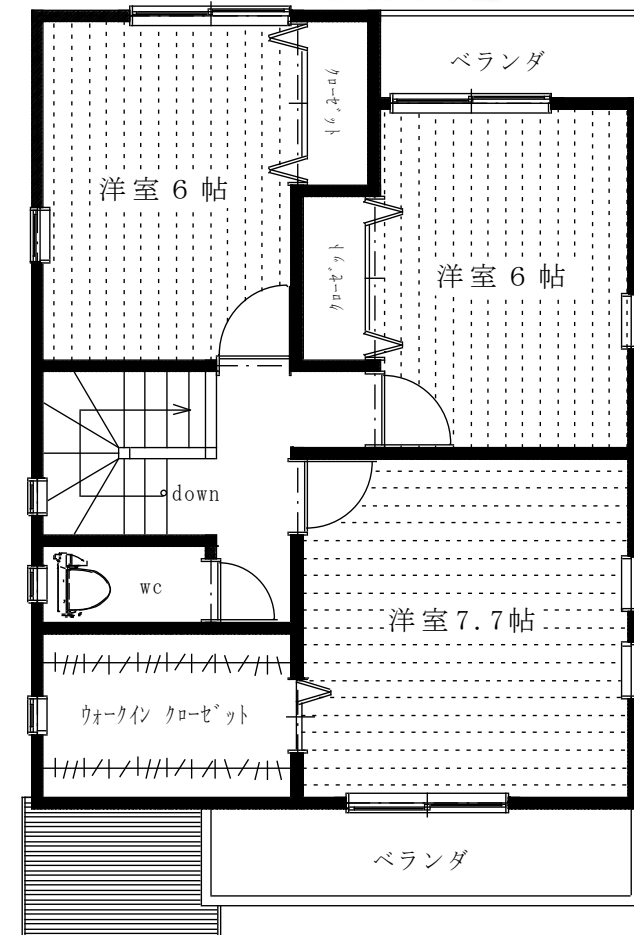 ベランダ
クローゼット
洋室 6 帖
クローゼット
洋室 6 帖
down
wc
洋室7.7帖
ウォークイン クローゼット
ベランダ